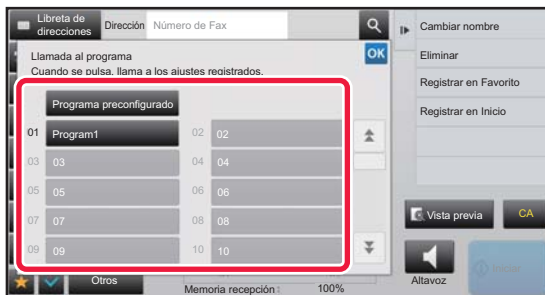 Libreta de direcciones Dirección Número de Fax
Llamada al programa
Cuando se pulsa, llama a los ajustes registrados.
OK
Programa preconfigurado
01 Program1 02 02
03 03 04 04
05 05 06 06
07 07 08 08
09 09 10 10
Cambiar nombre
Eliminar
Registrar en Favorito
Registrar en Inicio
Vista previa CA
Altavoz Iniciar
Otros
Memoria recepción: 100%